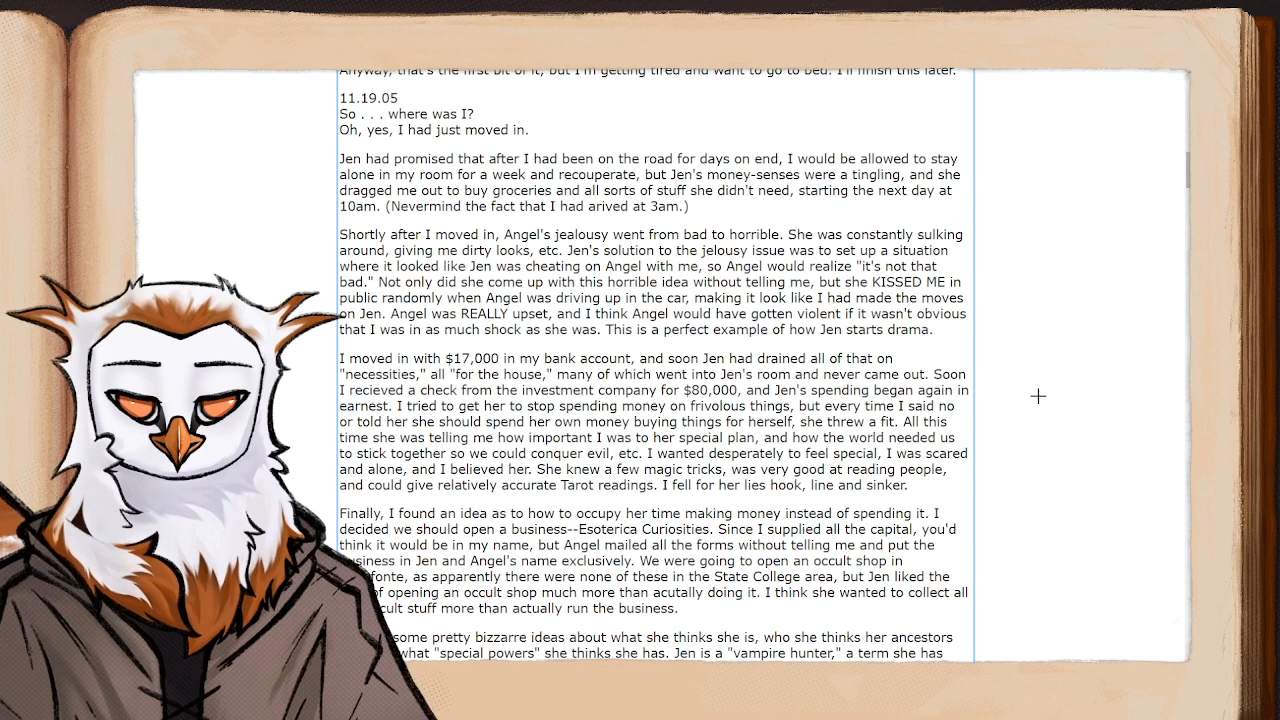 Anyway, that's the first bit of it, but I'm getting tired and want to go to bed. I'll finish this later.
11.19.05
So . . . where was I?
Oh, yes, I had just moved in.
Jen had promised that after I had been on the road for days on end, I would be allowed to stay
alone in my room for a week and recouperate, but Jen's money-senses were a tingling, and she
dragged me out to buy groceries and all sorts of stuff she didn't need, starting the next day at
10am. (Nevermind the fact that I had arived at 3am.)
Shortly after I moved in, Angel's jealousy went from bad to horrible. She was constantly sulking
around, giving me dirty looks, etc. Jen's solution to the jelousy issue was to set up a situation
where it looked like Jen was cheating on Angel with me, so Angel would realize "it's not that
bad." Not only did she come up with this horrible idea without telling me, but she KISSED ME in
public randomly when Angel was driving up in the car, making it look like I had made the moves
on Jen. Angel was REALLY upset, and I think Angel would have gotten violent if it wasn't obvious
that I was in as much shock as she was. This is a perfect example of how Jen starts drama.
I moved in with $17,000 in my bank account, and soon Jen had drained all of that on
"necessities," all "for the house," many of which went into Jen's room and never came out. Soon
I recieved a check from the investment company for $80,000, and Jen's spending began again in
earnest. I tried to get her to stop spending money on frivolous things, but every time I said no
or told her she should spend her own money buying things for herself, she threw a fit. All this
time she was telling me how important I was to her special plan, and how the world needed us
to stick together so we could conquer evil, etc. I wanted desperately to feel special, I was scared
and alone, and I believed her. She knew a few magic tricks, was very good at reading people,
and could give relatively accurate Tarot readings. I fell for her lies hook, line and sinker.
Finally, I found an idea as to how to occupy her time making money instead of spending it. I
decided we should open a business--Esoterica Curiosities. Since I supplied all the capital, you'd
think it would be in my name, but Angel mailed all the forms without telling me and put the
business in Jen and Angel's name exclusively. We were going to open an occult shop in
fonte, as apparently there were none of these in the State College area, but Jen liked the
of opening an occult shop much more than acutally doing it. I think she wanted to collect all
cult stuff more than actually run the business.
some pretty bizzarre ideas about what she thinks she is, who she thinks her ancestors
what "special powers" she thinks she has. Jen is a "vampire hunter," a term she has